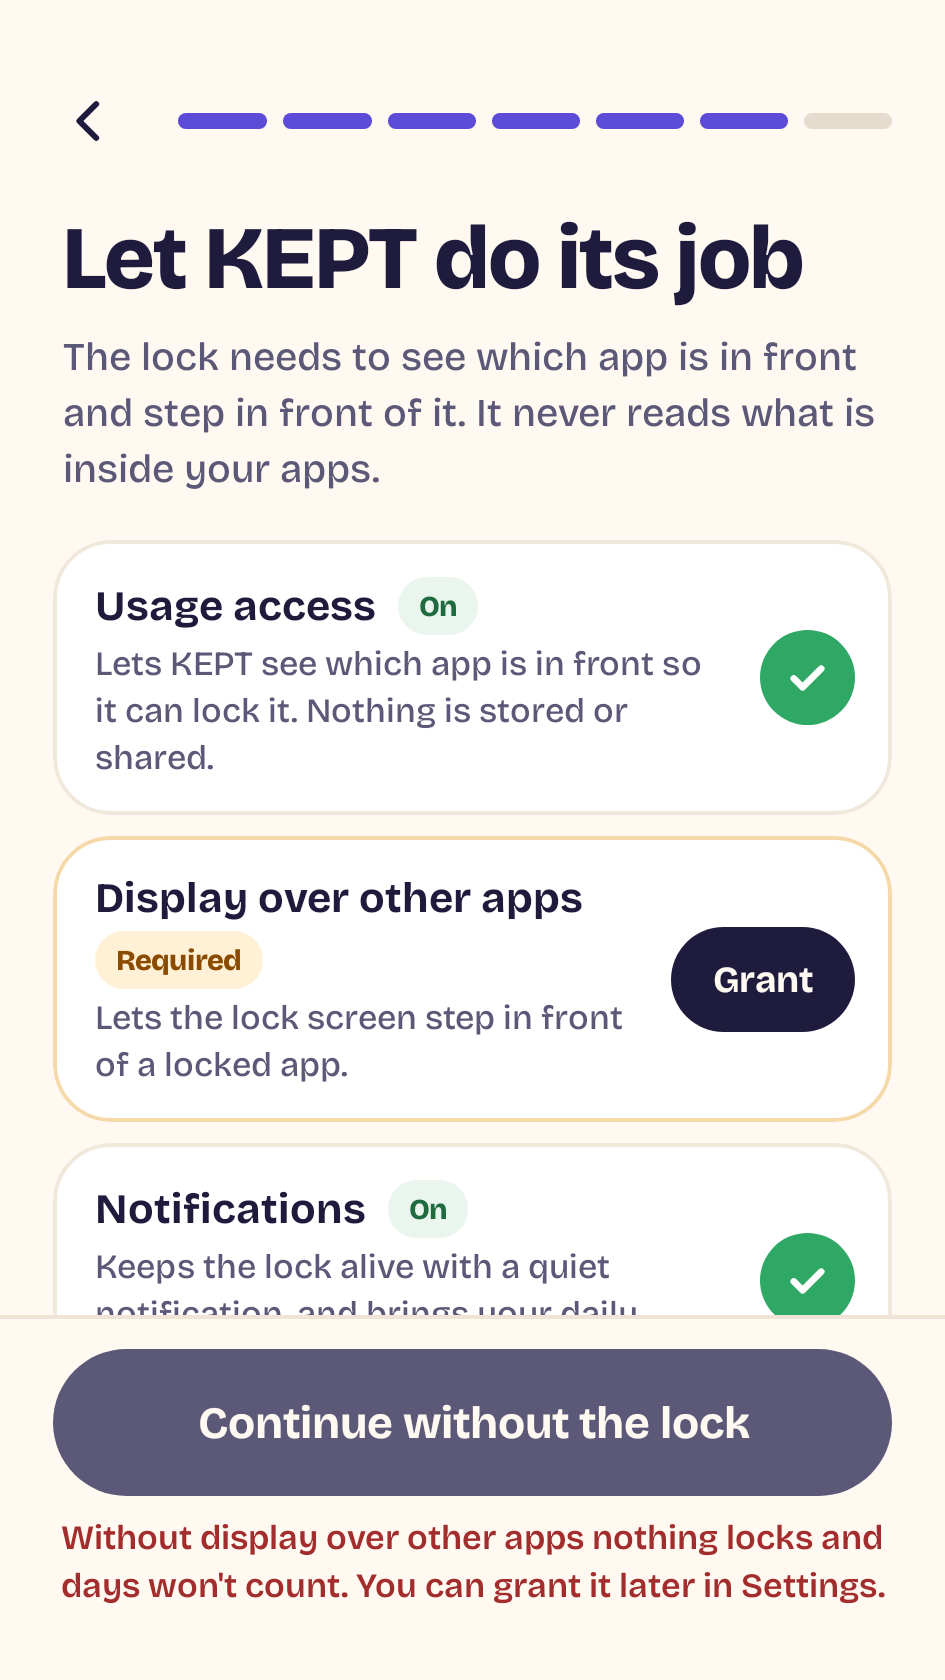 Let KEPT do its job
The lock needs to see which app is in front
and step in front of it. It never reads what is
inside your apps.
Usage access On
Lets KEPT see which app is in front so
it can lock it. Nothing is stored or
shared.
Display over other apps
Required
Grant
Lets the lock screen step in front
of a locked app.
Notifications On
Keeps the lock alive with a quiet
notification, and brings your daily
Continue without the lock
Without display over other apps nothing locks and
days won't count. You can grant it later in Settings.